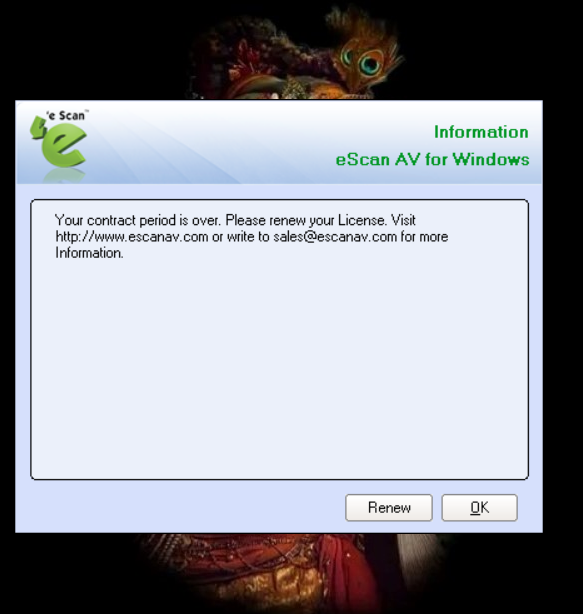 'e Scan™
Information
eScan AV for Windows
Your contract period is over. Please renew your License. Visit
http://www.escanav.com or write to sales@escanav.com for more
Information.
Renew
OK